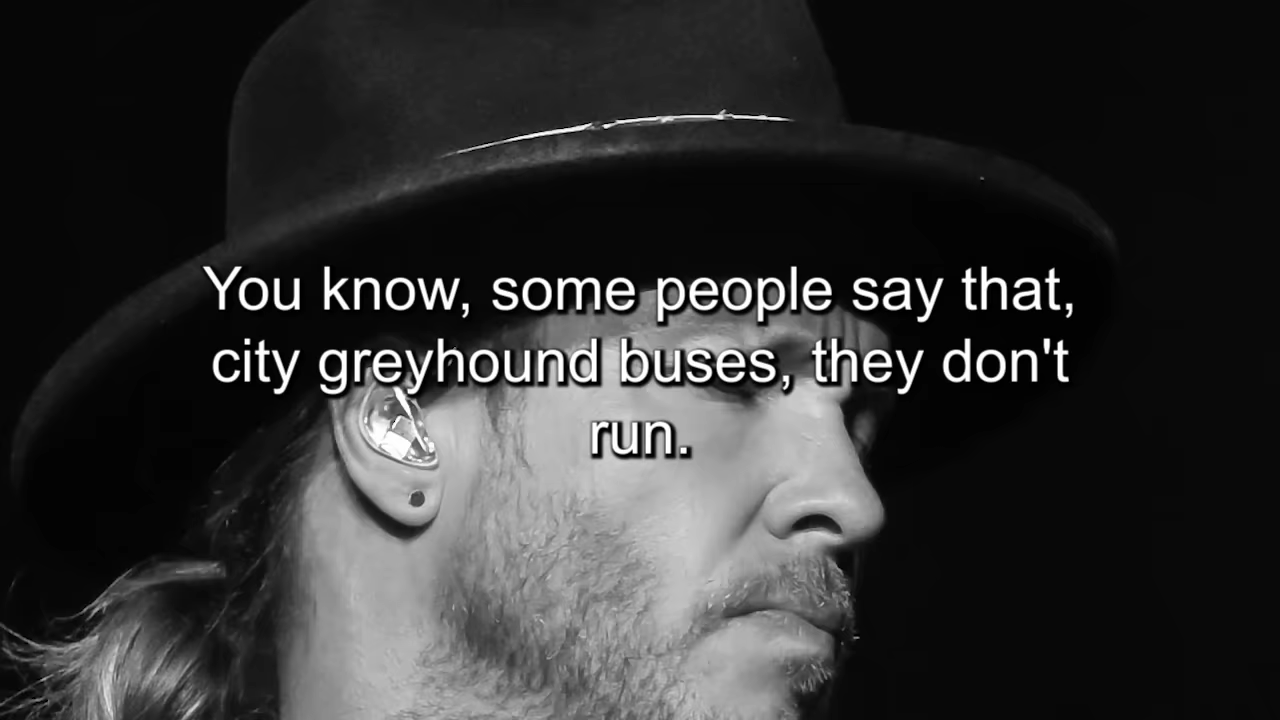 You know, some people say that,
city greyhound buses, they don't
run.